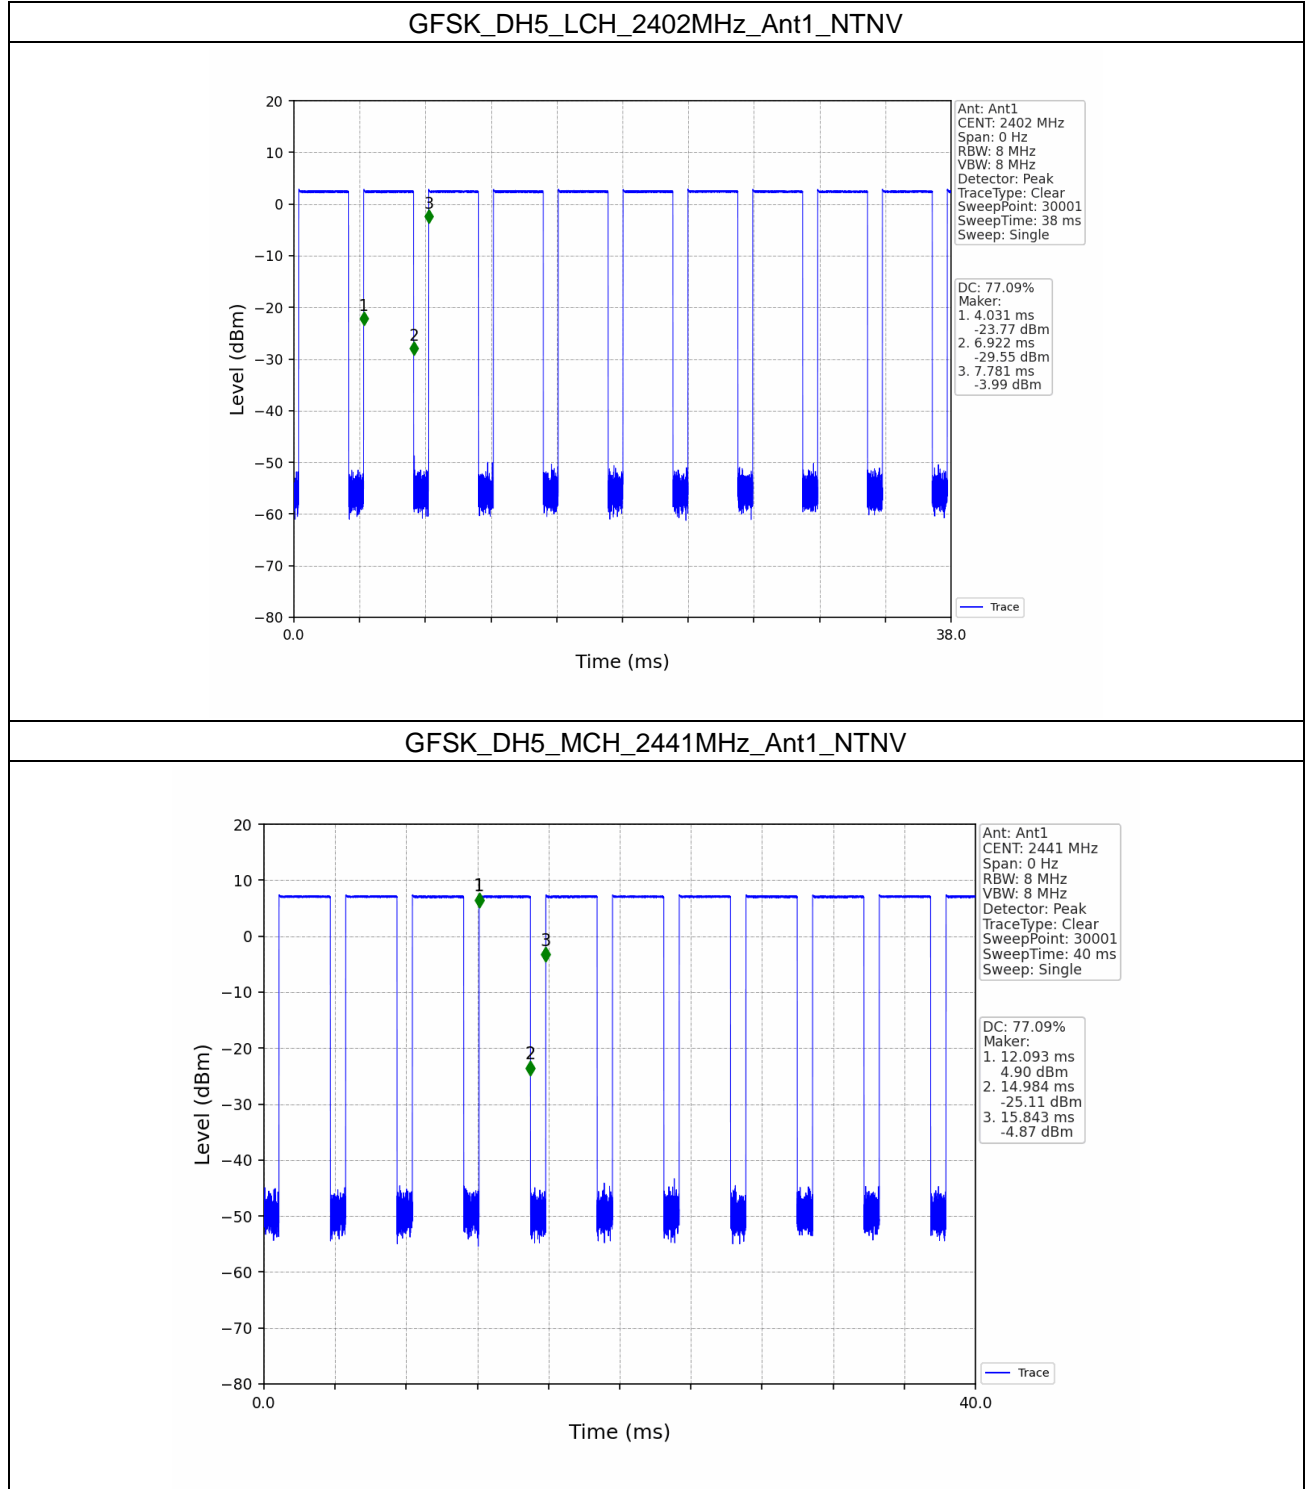 GFSK_DH5_LCH_2402MHz_Ant1_NTNV
20
10
0
−10
−20
−30
−40
−50
−60
−70
−80
Level (dBm)
1
2
3
0.0
38.0
Time (ms)
Ant: Ant1
CENT: 2402 MHz
Span: 0 Hz
RBW: 8 MHz
VBW: 8 MHz
Detector: Peak
TraceType: Clear
SweepPoint: 30001
SweepTime: 38 ms
Sweep: Single
DC: 77.09%
Maker:
1. 4.031 ms
-23.77 dBm
2. 6.922 ms
-29.55 dBm
3. 7.781 ms
-3.99 dBm
Trace
GFSK_DH5_MCH_2441MHz_Ant1_NTNV
20
10
0
−10
−20
−30
−40
−50
−60
−70
−80
Level (dBm)
1
2
3
0.0
40.0
Time (ms)
Ant: Ant1
CENT: 2441 MHz
Span: 0 Hz
RBW: 8 MHz
VBW: 8 MHz
Detector: Peak
TraceType: Clear
SweepPoint: 30001
SweepTime: 40 ms
Sweep: Single
DC: 77.09%
Maker:
1. 12.093 ms
4.90 dBm
2. 14.984 ms
-25.11 dBm
3. 15.843 ms
-4.87 dBm
Trace